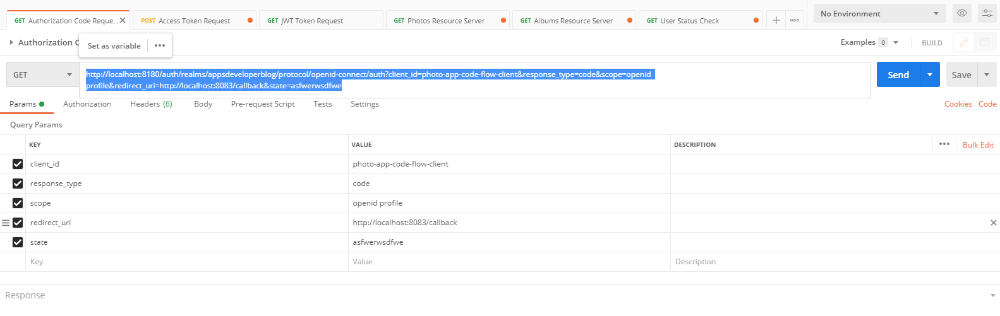 GET Authorization Code Reque... POST Access Token Request GET JWT Token Request GET Photos Resource Server GET Albums Resource Server GET User Status Check No Environment
Authorization C Set as variable Examples 0 BUILD
GET http://localhost:8180/auth/realms/appsdeveloperblog/protocol/openid-connect/auth?client_id=photo-app-code-flow-client&response_type=code&scope=openid
profile&redirect_uri=http://localhost:8083/callback&state=asfwerwsdfwe
Send Save
Params Authorization Headers (6) Body Pre-request Script Tests Settings Cookies Code
Query Params
KEY VALUE DESCRIPTION Bulk Edit
client_id photo-app-code-flow-client
response_type code
scope openid profile
redirect_uri http://localhost:8083/callback
state asfwerwsdfwe
Key Value Description
Response